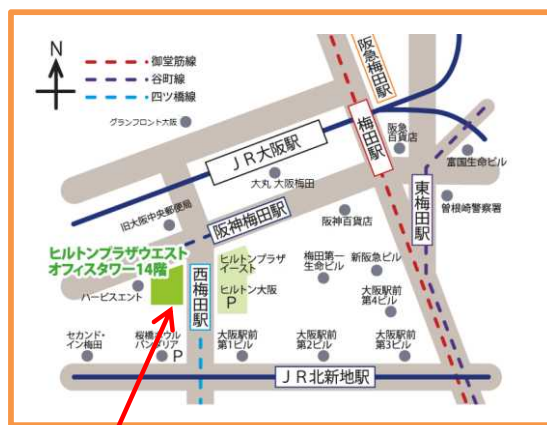 N
御堂筋線
谷町線
四ツ橋線
グランフロント大阪
阪急梅田駅
JR大阪駅
梅田駅
阪急
百貨店
富国生命ビル
大丸 大阪梅田
旧大阪中央郵便局
阪神梅田駅
阪神百貨店
東梅田駅
曽根崎警察署
ヒルトンプラザウエスト
オフィスタワー14階
ハービスエント
西梅田駅
ヒルトンプラザ
イースト
ヒルトン大阪
P
梅田第一
生命ビル
新阪急ビル
大阪駅前
第4ビル
セカンド・
イン梅田
桜橋ボウル
パンタリア
P
大阪駅前
第1ビル
大阪駅前
第2ビル
大阪駅前
第3ビル
JR北新地駅